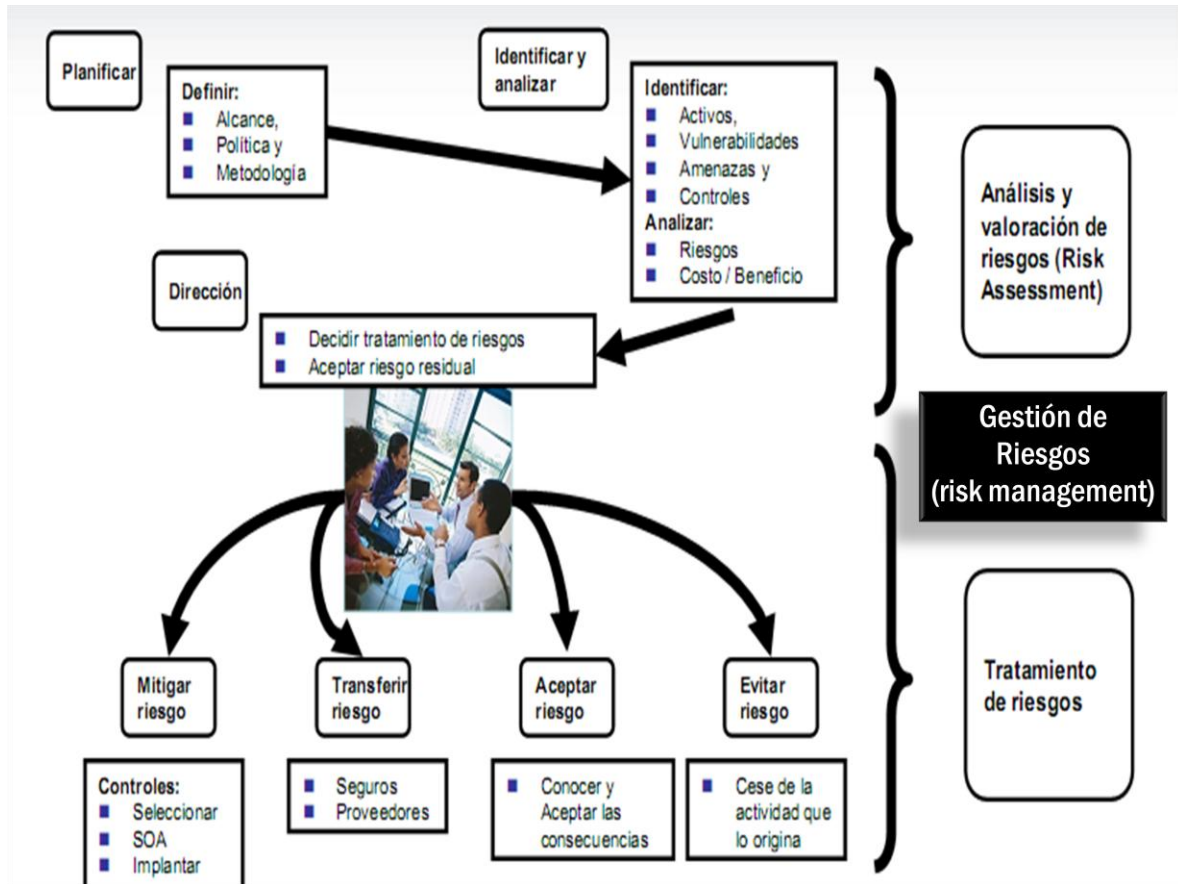 Planificar
Definir:
Alcance,
Política y
Metodología
Identificar y
analizar
Identificar:
Activos,
Vulnerabilidades
Amenazas y
Controles
Analizar:
Riesgos
Costo / Beneficio
Dirección
Decidir tratamiento de riesgos
Aceptar riesgo residual
Análisis y
valoración de
riesgos (Risk
Assessment)
Gestión de
Riesgos
(risk management)
Mitigar
riesgo
Controles:
Seleccionar
SOA
Implantar
Transferir
riesgo
Seguros
Proveedores
Aceptar
riesgo
Conocer y
Aceptar las
consecuencias
Evitar
riesgo
Cese de la
actividad que
lo origina
Tratamiento
de riesgos